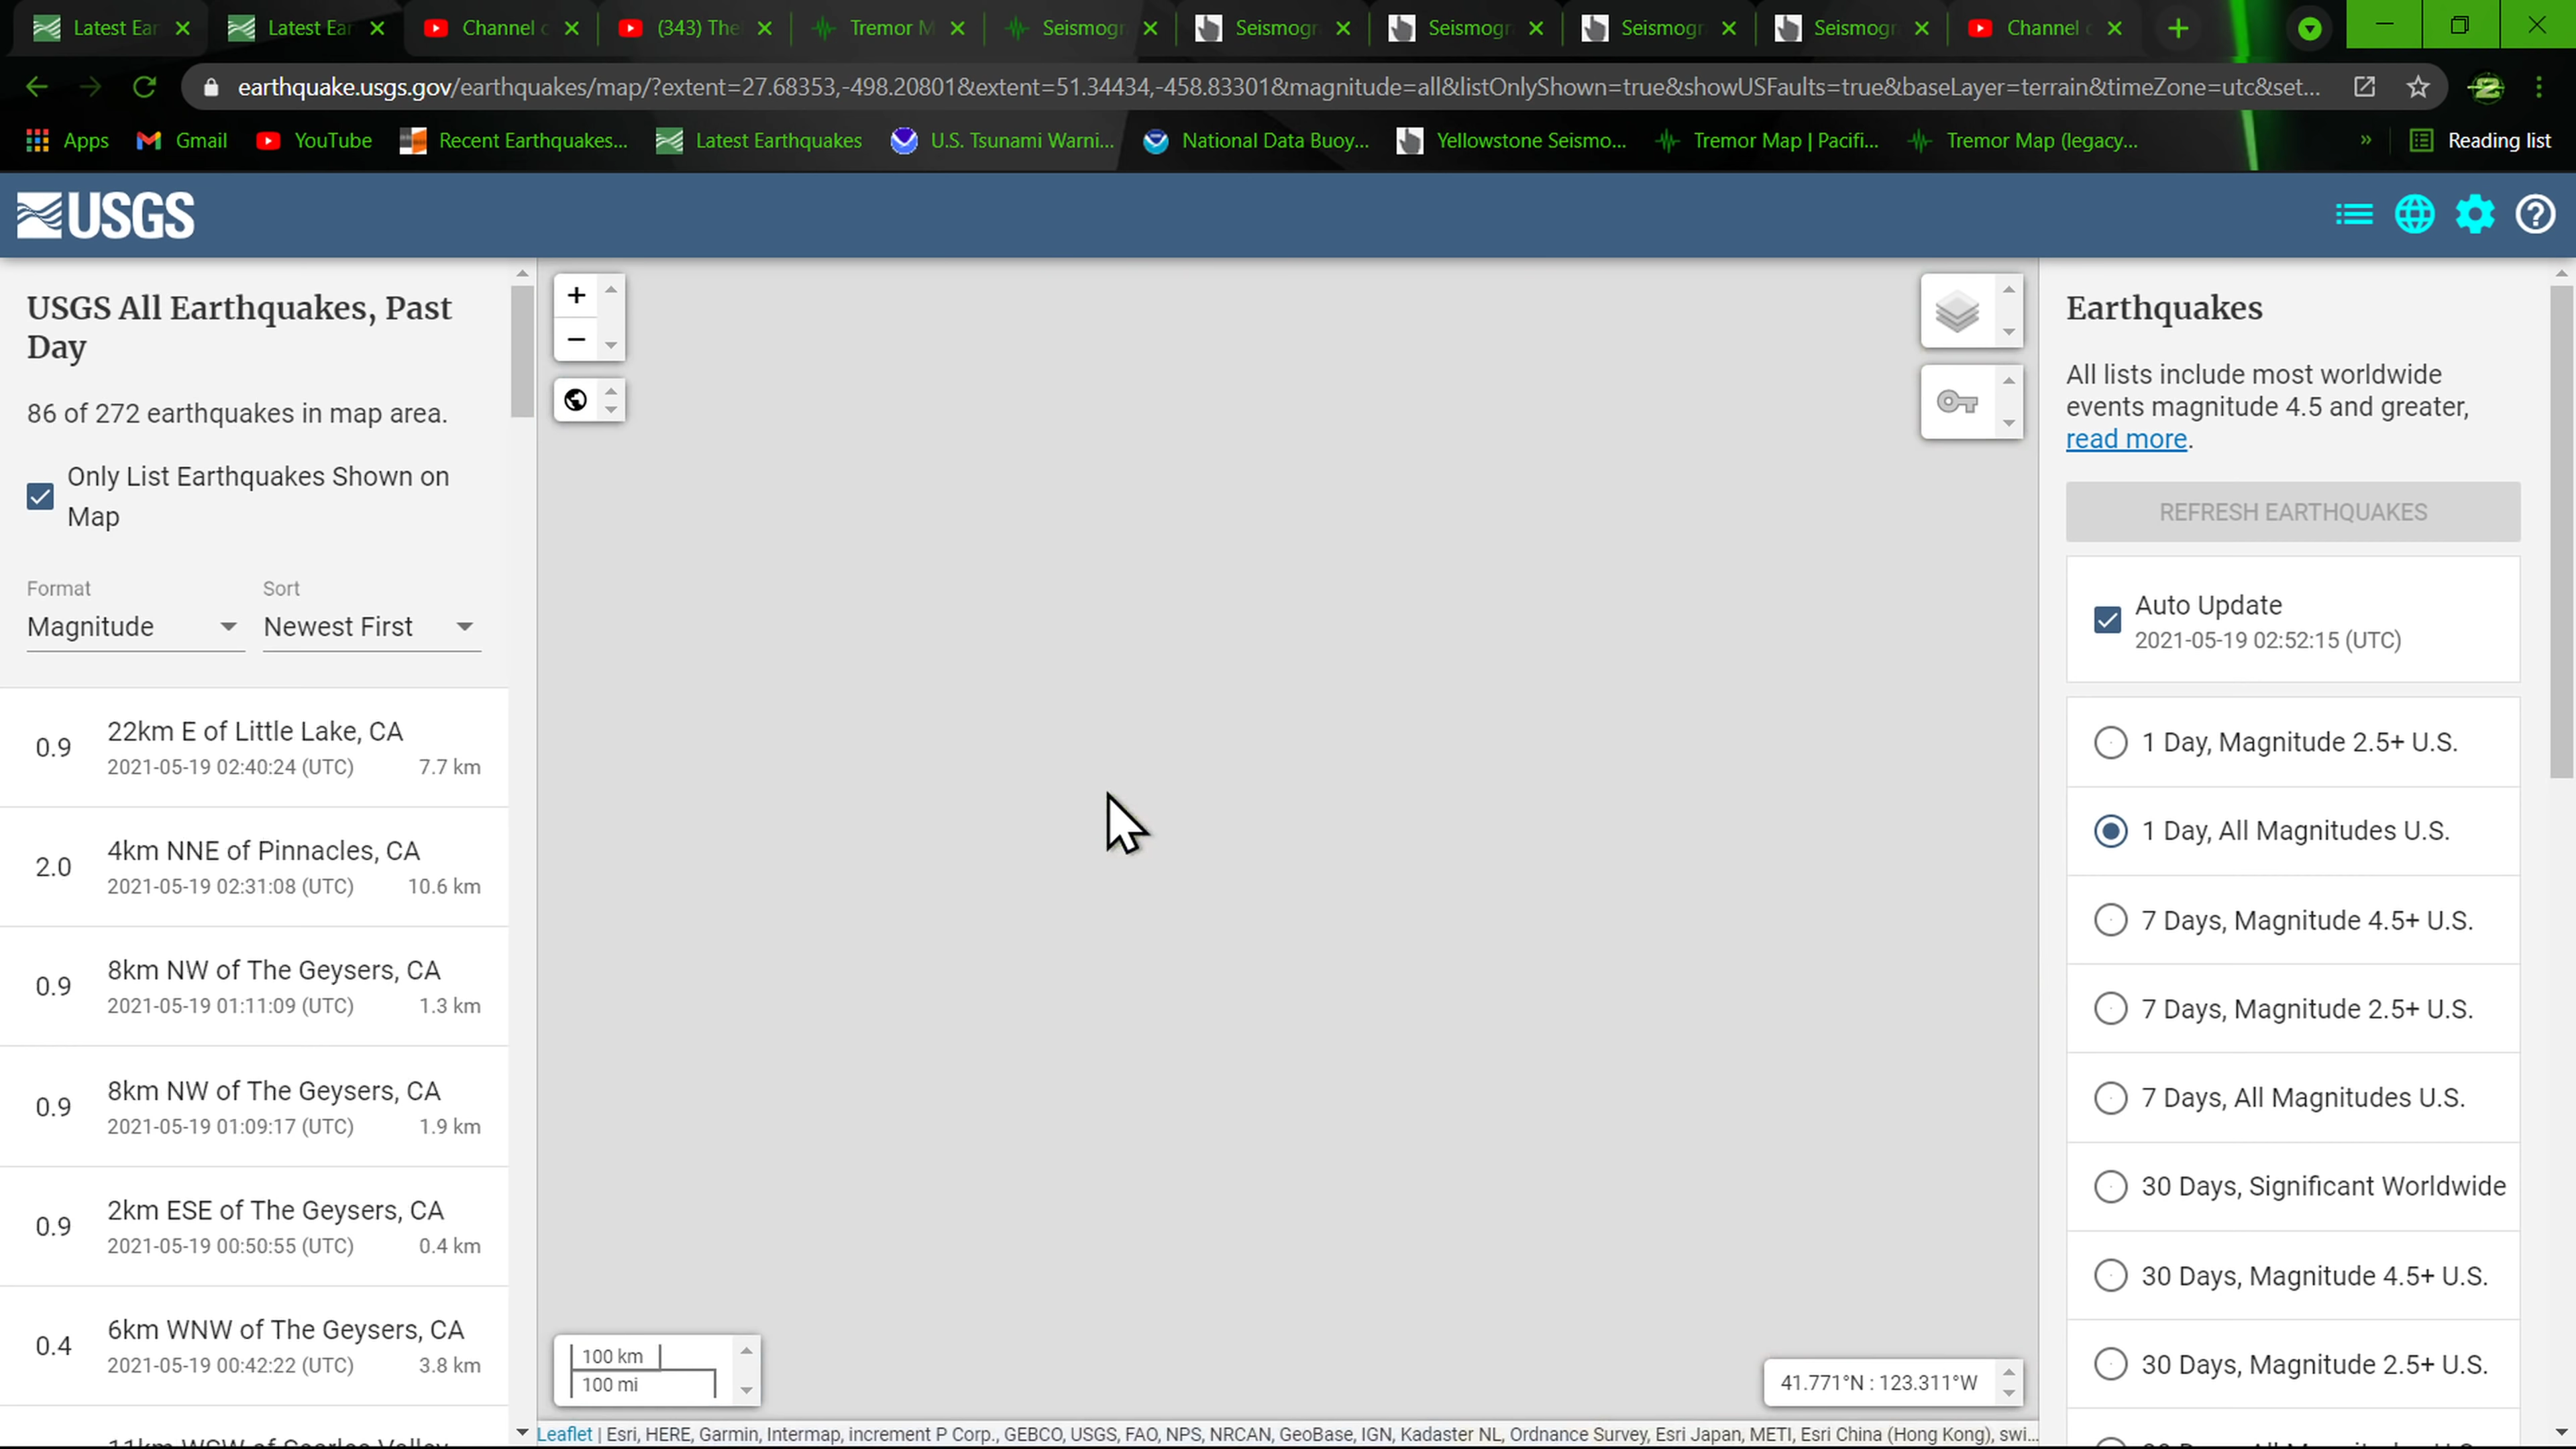 Latest Ear
Latest Ear
Channel c
(343) The
Tremor M
Seismogr
Seismogr
Seismogr
Seismogr
Seismogr
Channel c
earthquake.usgs.gov/earthquakes/map/?extent=27.68353,-498.20801&extent=51.34434,-458.83301&magnitude=all&listOnlyShown=true&showUSFaults=true&baseLayer=terrain&timeZone=utc&set...
Apps
Gmail
YouTube
Recent Earthquakes...
Latest Earthquakes
U.S. Tsunami Warni...
National Data Buoy...
Yellowstone Seismo...
Tremor Map | Pacifi...
Tremor Map (legacy...
»
Reading list
USGS
USGS All Earthquakes, Past
Day
86 of 272 earthquakes in map area.
Only List Earthquakes Shown on
Map
Format
Sort
Magnitude
Newest First
0.9
22km E of Little Lake, CA
2021-05-19 02:40:24 (UTC)
7.7 km
2.0
4km NNE of Pinnacles, CA
2021-05-19 02:31:08 (UTC)
10.6 km
0.9
8km NW of The Geysers, CA
2021-05-19 01:11:09 (UTC)
1.3 km
0.9
8km NW of The Geysers, CA
2021-05-19 01:09:17 (UTC)
1.9 km
0.9
2km ESE of The Geysers, CA
2021-05-19 00:50:55 (UTC)
0.4 km
0.4
6km WNW of The Geysers, CA
2021-05-19 00:42:22 (UTC)
3.8 km
11km WSW of Searles Valley
+
−
100 km
100 mi
41.771°N : 123.311°W
Leaflet | Esri, HERE, Garmin, Intermap, increment P Corp., GEBCO, USGS, FAO, NPS, NRCAN, GeoBase, IGN, Kadaster NL, Ordnance Survey, Esri Japan, METI, Esri China (Hong Kong), swi...
Earthquakes
All lists include most worldwide
events magnitude 4.5 and greater,
read more.
REFRESH EARTHQUAKES
Auto Update
2021-05-19 02:52:15 (UTC)
1 Day, Magnitude 2.5+ U.S.
1 Day, All Magnitudes U.S.
7 Days, Magnitude 4.5+ U.S.
7 Days, Magnitude 2.5+ U.S.
7 Days, All Magnitudes U.S.
30 Days, Significant Worldwide
30 Days, Magnitude 4.5+ U.S.
30 Days, Magnitude 2.5+ U.S.